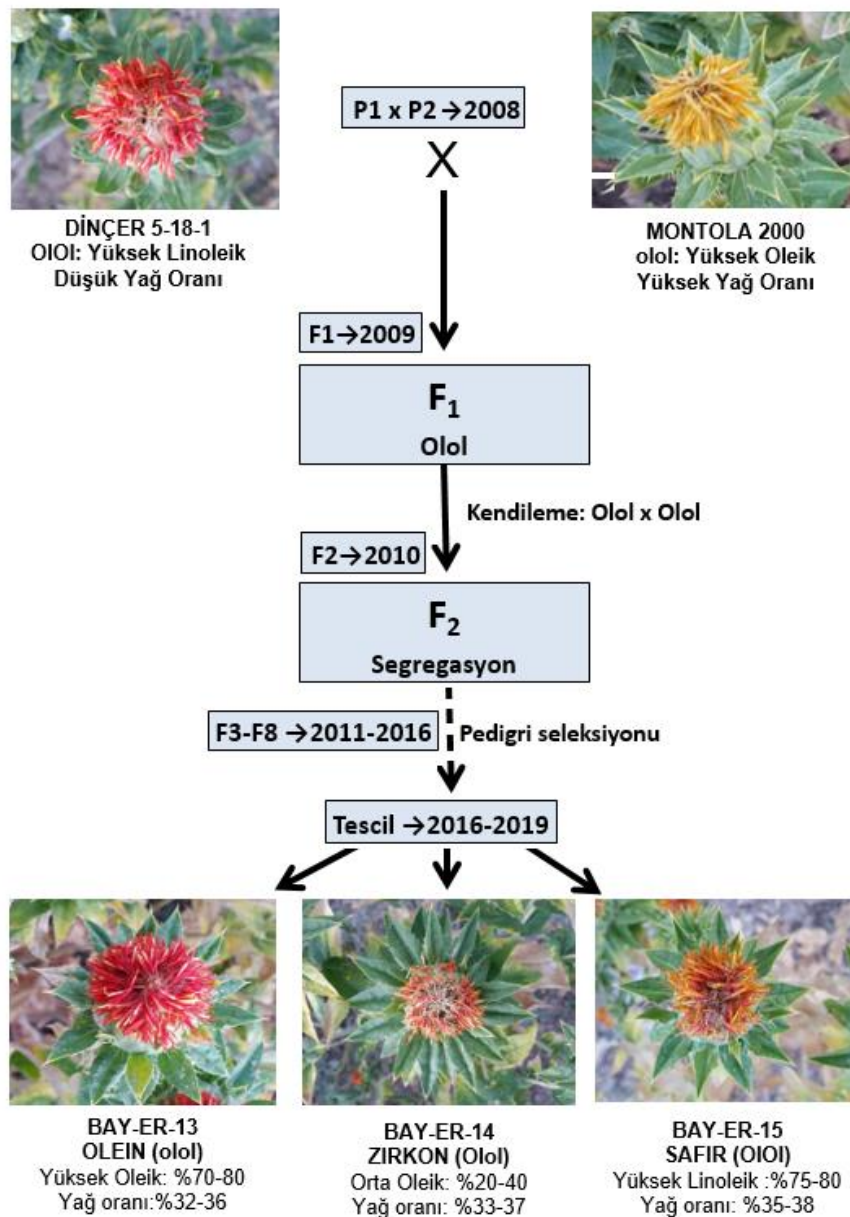 P1 x P2 →2008
X
DİNÇER 5-18-1
OlOl: Yüksek Linoleik
Düşük Yağ Oranı
MONTOLA 2000
olol: Yüksek Oleik
Yüksek Yağ Oranı
F1→2009
F₁
Olol
Kendileme: Olol x Olol
F2→2010
F₂
Segregasyon
F3-F8 →2011-2016
Pedigri seleksiyonu
Tescil →2016-2019
BAY-ER-13
OLEIN (olol)
Yüksek Oleik: %70-80
Yağ oranı:%32-36
BAY-ER-14
ZIRKON (Olol)
Orta Oleik: %20-40
Yağ oranı: %33-37
BAY-ER-15
SAFIR (OlOl)
Yüksek Linoleik :%75-80
Yağ oranı: %35-38